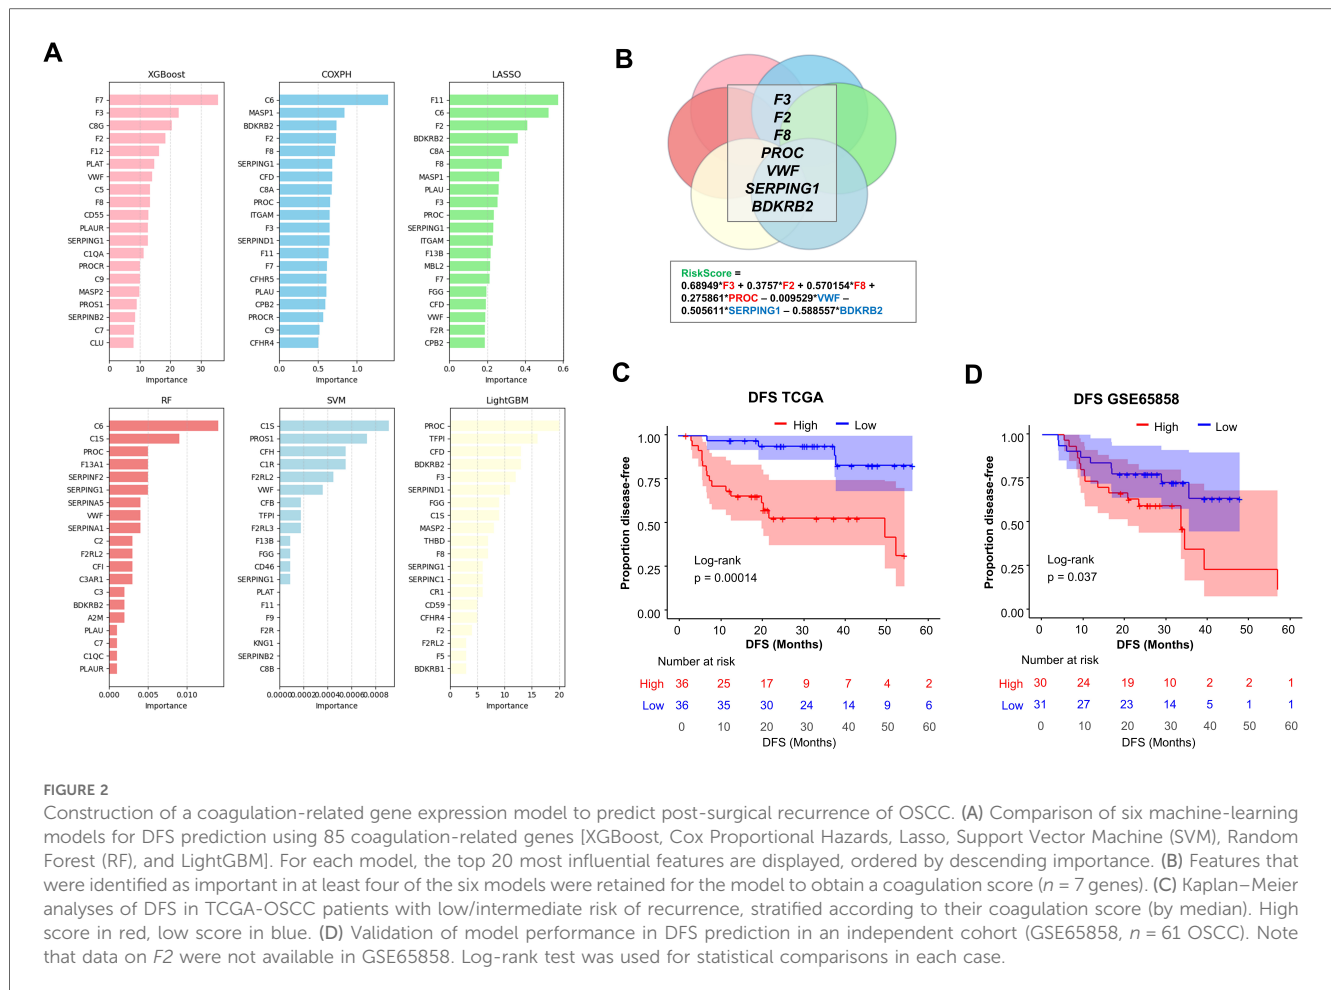 A
XGBoost
F7
F3
C8G
F2
F12
PLAT
VWF
C5
F8
CD55
PLAUR
SERPING1
C1QA
PROCR
C9
MASP2
PROS1
SERPINB2
C7
CLU
0 10 20 30
Importance
COXPH
C6
MASP1
BDKRB2
F2
F8
SERPING1
CFD
C8A
PROC
ITGAM
F3
SERPIND1
F11
F7
CFHR5
PLAU
CPB2
PROCR
C9
CFHR4
0.0 0.5 1.0
Importance
LASSO
F11
C6
F2
BDKRB2
C8A
F8
MASP1
PLAU
F3
PROC
SERPING1
ITGAM
F13B
MBL2
F7
FGG
CFD
VWF
F2R
CPB2
0.0 0.2 0.4 0.6
Importance
RF
C6
C1S
PROC
F13A1
SERPINF2
SERPING1
SERPINA5
VWF
SERPINA1
C2
F2RL2
CFI
C3AR1
C3
BDKRB2
A2M
PLAU
C7
C1QC
PLAUR
0.000 0.005 0.010
Importance
SVM
C1S
PROS1
CFH
C1R
F2RL2
VWF
CFB
TFPI
F2RL3
F13B
FGG
CD46
SERPING1
PLAT
F11
F9
F2R
KNG1
SERPINB2
C8B
0.0000 0.0002 0.0004 0.0006 0.0008
Importance
LightGBM
PROC
TFPI
CFD
BDKRB2
F3
SERPIND1
FGG
C1S
MASP2
THBD
F8
SERPING1
SERPINC1
CR1
CD59
CFHR4
F2
F2RL2
F5
BDKRB1
0 5 10 15 20
Importance
B
F3
F2
F8
PROC
VWF
SERPING1
BDKRB2
RiskScore =
0.68949*F3 + 0.3757*F2 + 0.570154*F8 +
0.275861*PROC – 0.009529*VWF –
0.505611*SERPING1 – 0.588557*BDKRB2
C
DFS TCGA
High Low
Proportion disease-free
1.00
0.75
0.50
0.25
0.00
Log-rank
p = 0.00014
0 10 20 30 40 50 60
DFS (Months)
Number at risk
High 36 25 17 9 7 4 2
Low 36 35 30 24 14 9 6
0 10 20 30 40 50 60
DFS (Months)
D
DFS GSE65858
High Low
Proportion disease-free
1.00
0.75
0.50
0.25
0.00
Log-rank
p = 0.037
0 10 20 30 40 50 60
DFS (Months)
Number at risk
High 30 24 19 10 2 2 1
Low 31 27 23 14 5 1 1
0 10 20 30 40 50 60
DFS (Months)
FIGURE 2
Construction of a coagulation-related gene expression model to predict post-surgical recurrence of OSCC. (A) Comparison of six machine-learning
models for DFS prediction using 85 coagulation-related genes [XGBoost, Cox Proportional Hazards, Lasso, Support Vector Machine (SVM), Random
Forest (RF), and LightGBM]. For each model, the top 20 most influential features are displayed, ordered by descending importance. (B) Features that
were identified as important in at least four of the six models were retained for the model to obtain a coagulation score (n = 7 genes). (C) Kaplan–Meier
analyses of DFS in TCGA-OSCC patients with low/intermediate risk of recurrence, stratified according to their coagulation score (by median). High
score in red, low score in blue. (D) Validation of model performance in DFS prediction in an independent cohort (GSE65858, n = 61 OSCC). Note
that data on F2 were not available in GSE65858. Log-rank test was used for statistical comparisons in each case.